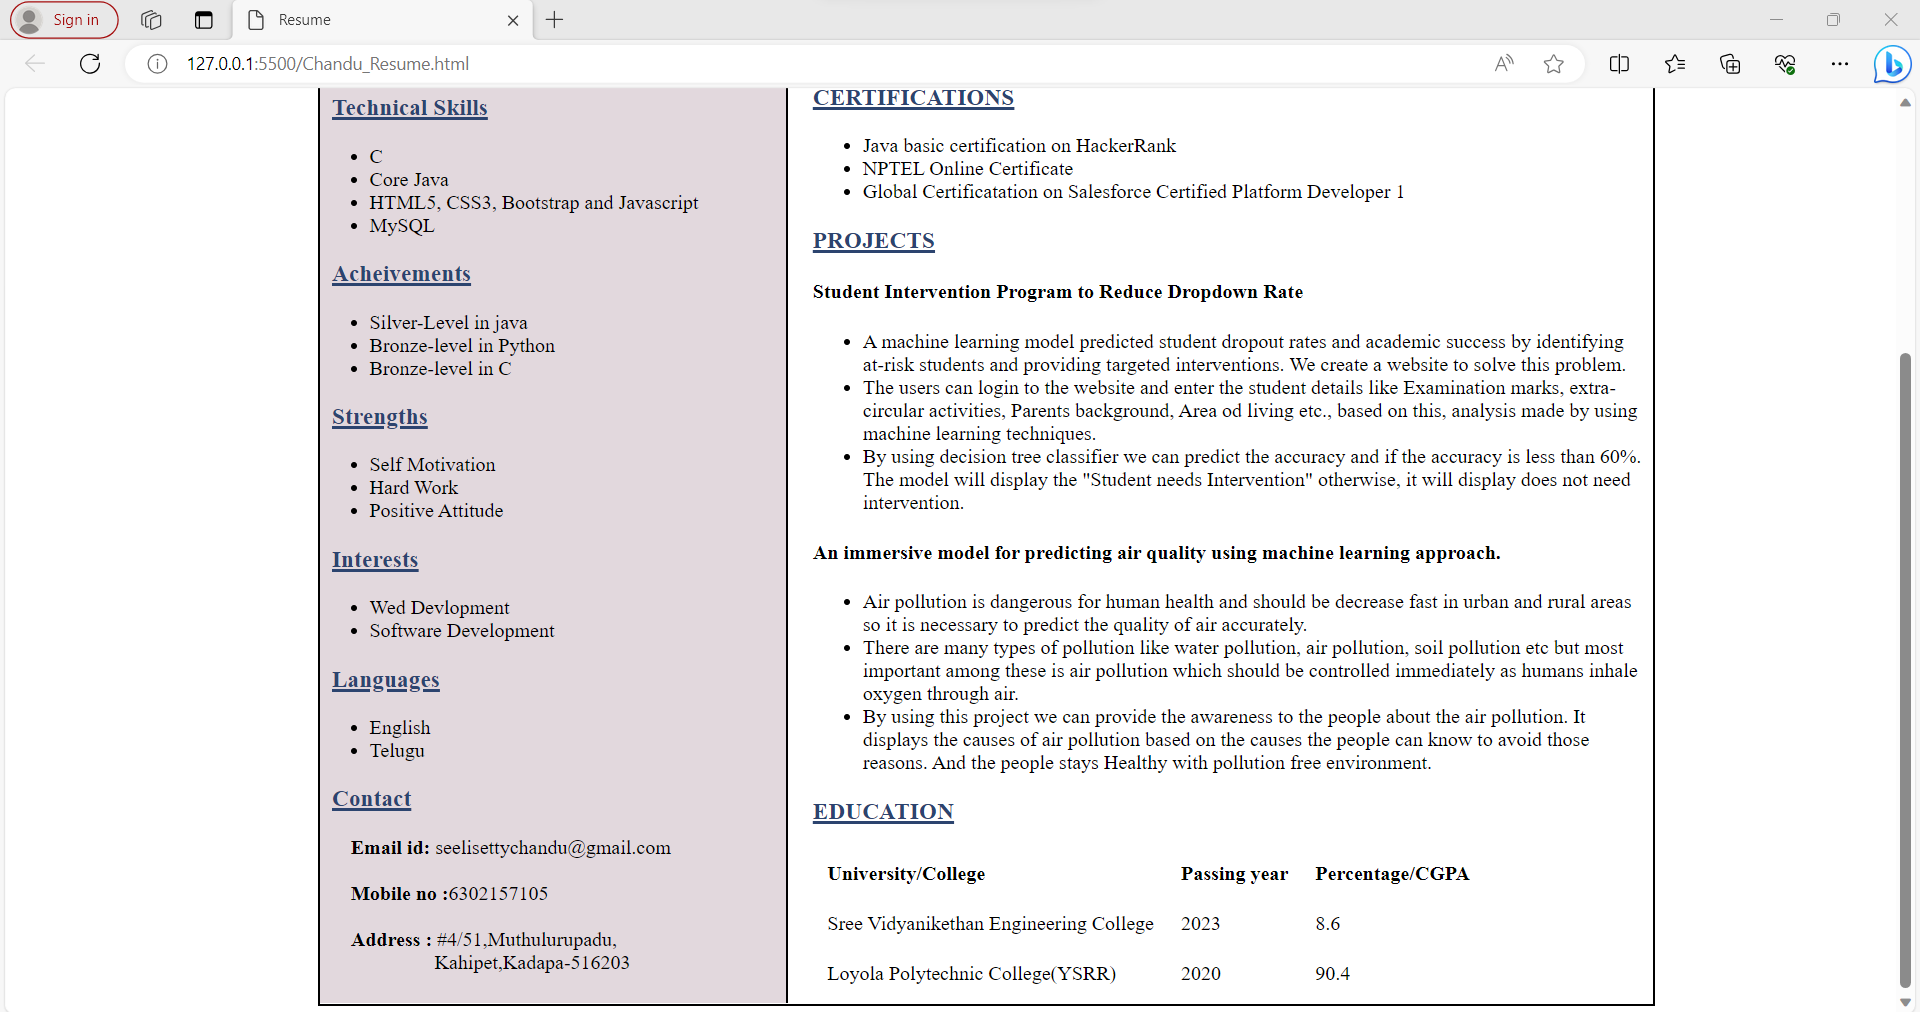 Sign in
Resume
127.0.0.1:5500/Chandu_Resume.html
Technical Skills
C
Core Java
HTML5, CSS3, Bootstrap and Javascript
MySQL
Acheivements
Silver-Level in java
Bronze-level in Python
Bronze-level in C
Strengths
Self Motivation
Hard Work
Positive Attitude
Interests
Wed Devlopment
Software Development
Languages
English
Telugu
Contact
Email id: seelisettychandu@gmail.com
Mobile no :6302157105
Address : #4/51,Muthulurupadu,
Kahipet,Kadapa-516203
CERTIFICATIONS
Java basic certification on HackerRank
NPTEL Online Certificate
Global Certificatation on Salesforce Certified Platform Developer 1
PROJECTS
Student Intervention Program to Reduce Dropdown Rate
A machine learning model predicted student dropout rates and academic success by identifying
at-risk students and providing targeted interventions. We create a website to solve this problem.
The users can login to the website and enter the student details like Examination marks, extra-
circular activities, Parents background, Area od living etc., based on this, analysis made by using
machine learning techniques.
By using decision tree classifier we can predict the accuracy and if the accuracy is less than 60%.
The model will display the "Student needs Intervention" otherwise, it will display does not need
intervention.
An immersive model for predicting air quality using machine learning approach.
Air pollution is dangerous for human health and should be decrease fast in urban and rural areas
so it is necessary to predict the quality of air accurately.
There are many types of pollution like water pollution, air pollution, soil pollution etc but most
important among these is air pollution which should be controlled immediately as humans inhale
oxygen through air.
By using this project we can provide the awareness to the people about the air pollution. It
displays the causes of air pollution based on the causes the people can know to avoid those
reasons. And the people stays Healthy with pollution free environment.
EDUCATION
University/College Passing year Percentage/CGPA
Sree Vidyanikethan Engineering College 2023 8.6
Loyola Polytechnic College(YSRR) 2020 90.4